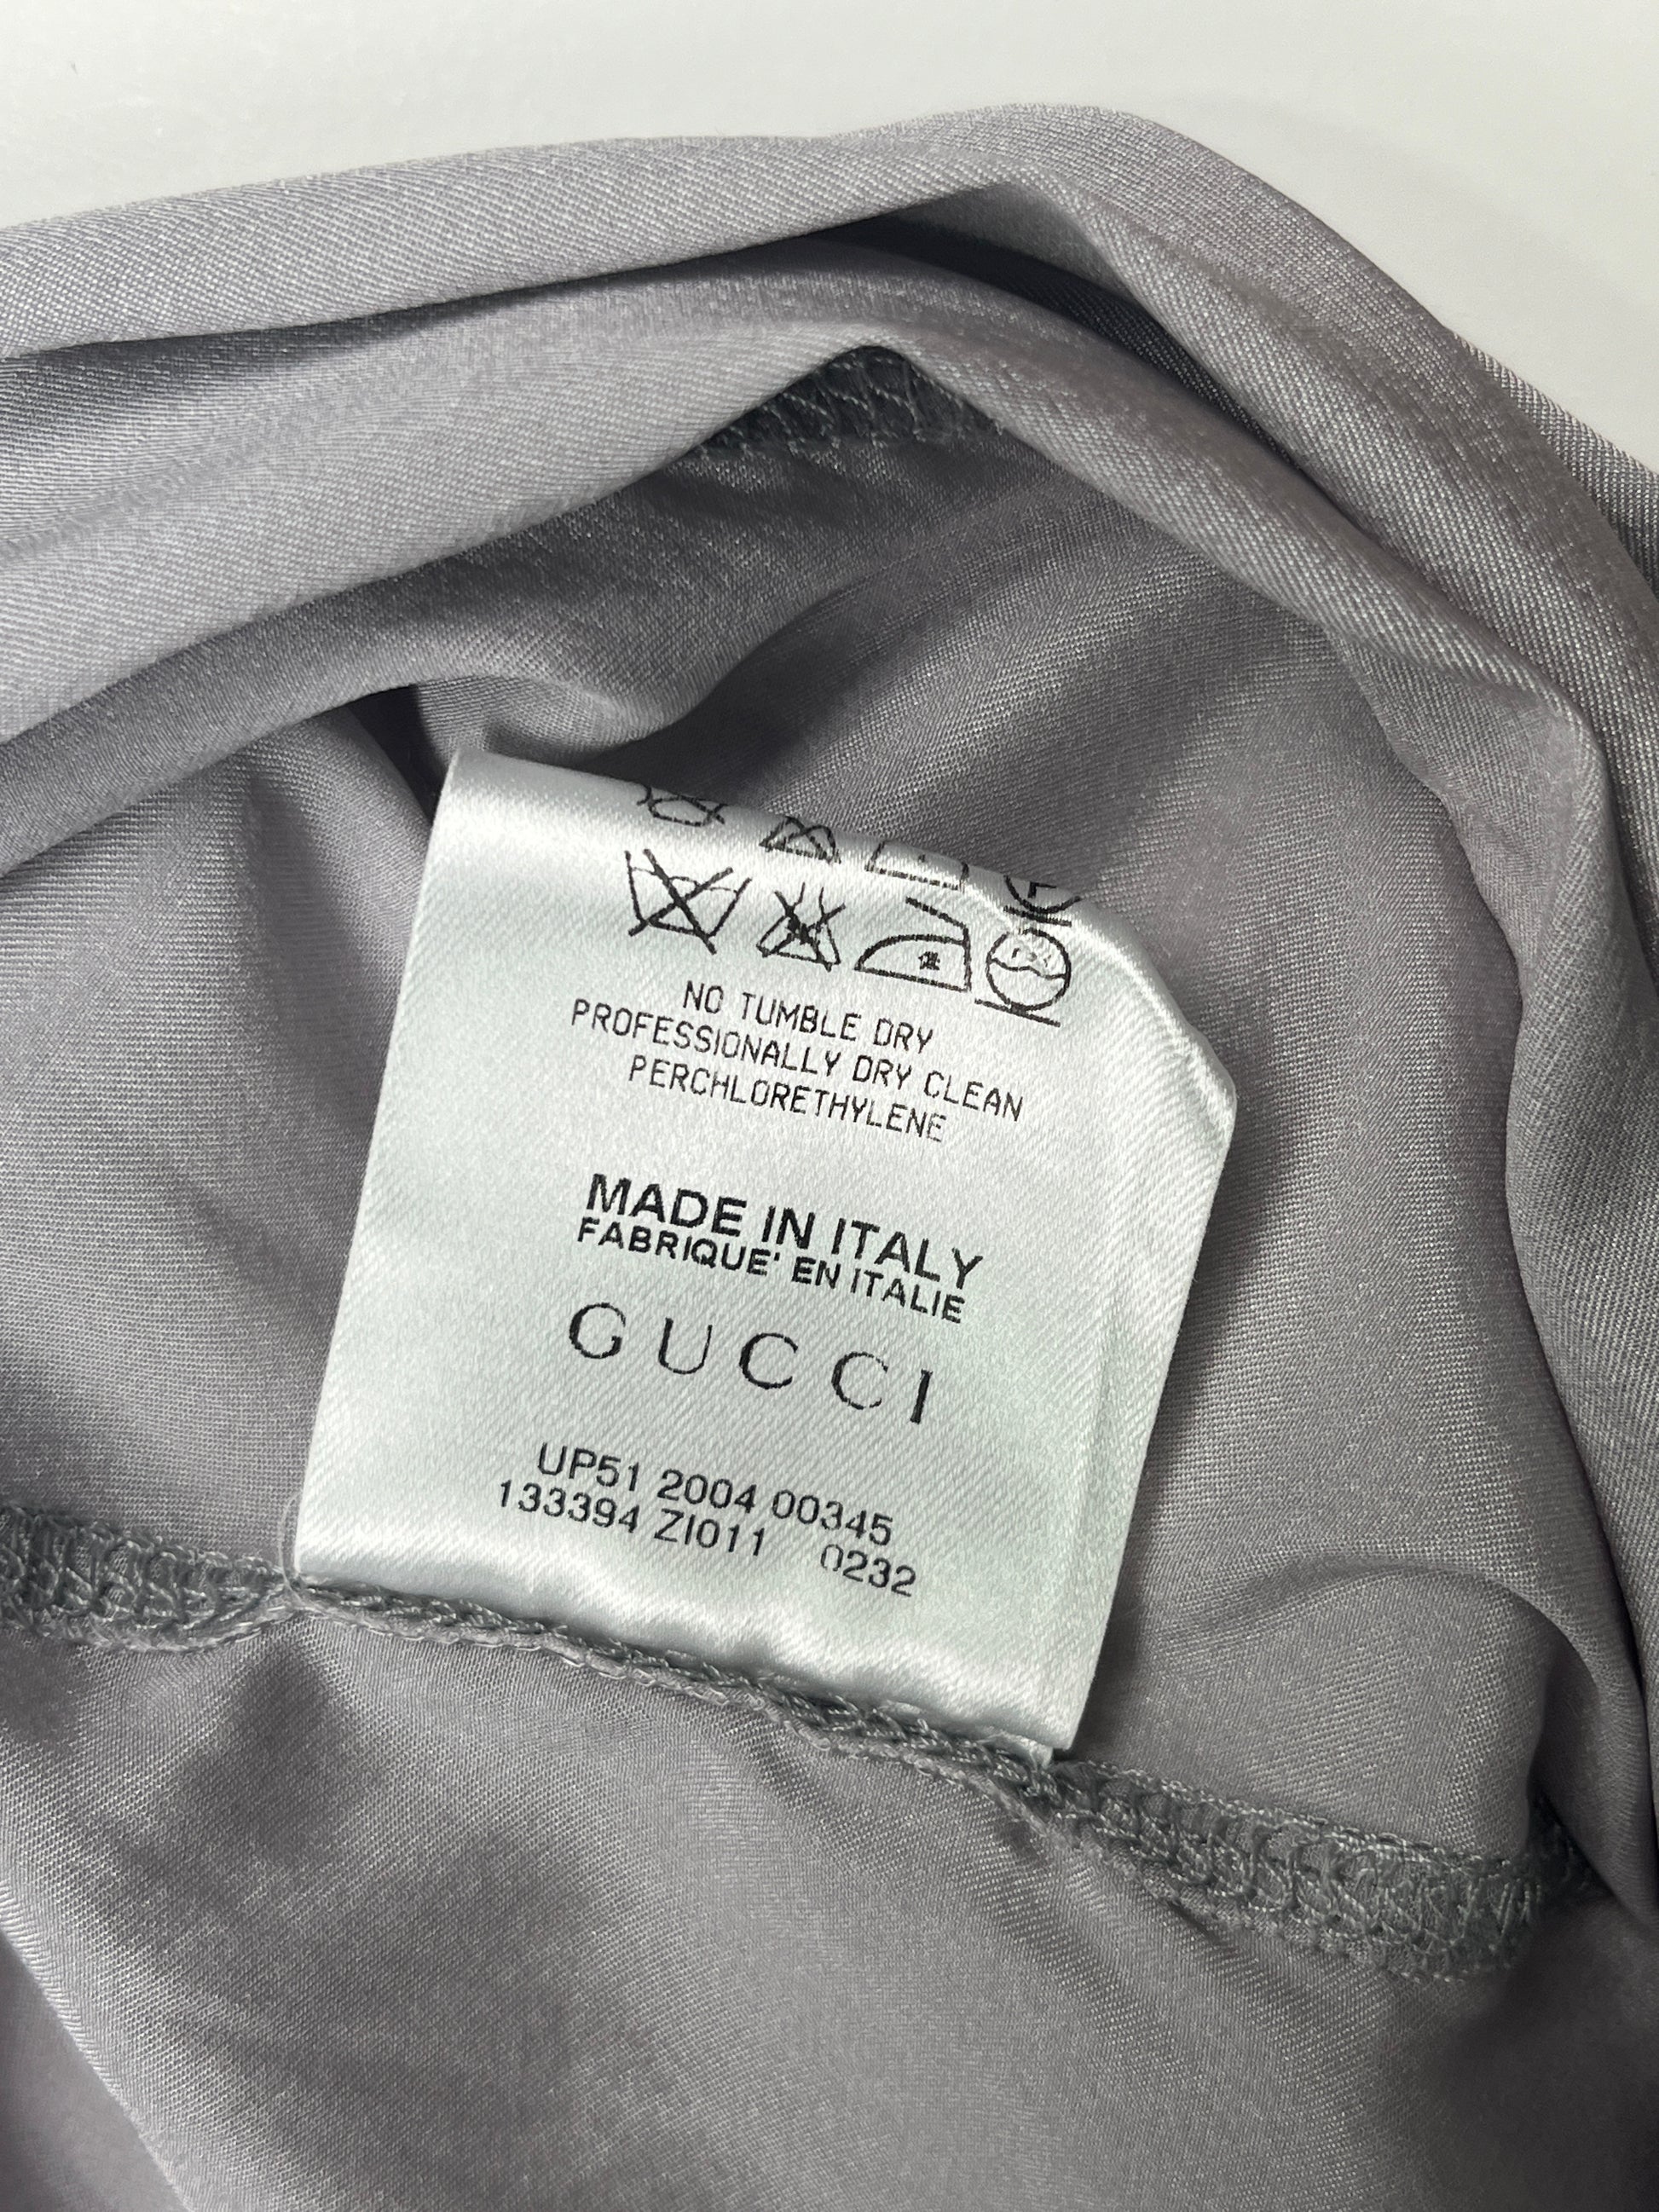 NO TUMBLE DRY
PROFESSIONALLY DRY CLEAN
PERCHLORETHYLENE
MADE IN ITALY
FABRIQUE' EN ITALIE
GUCCI
UP51 2004 00345
133394 ZI011 0232